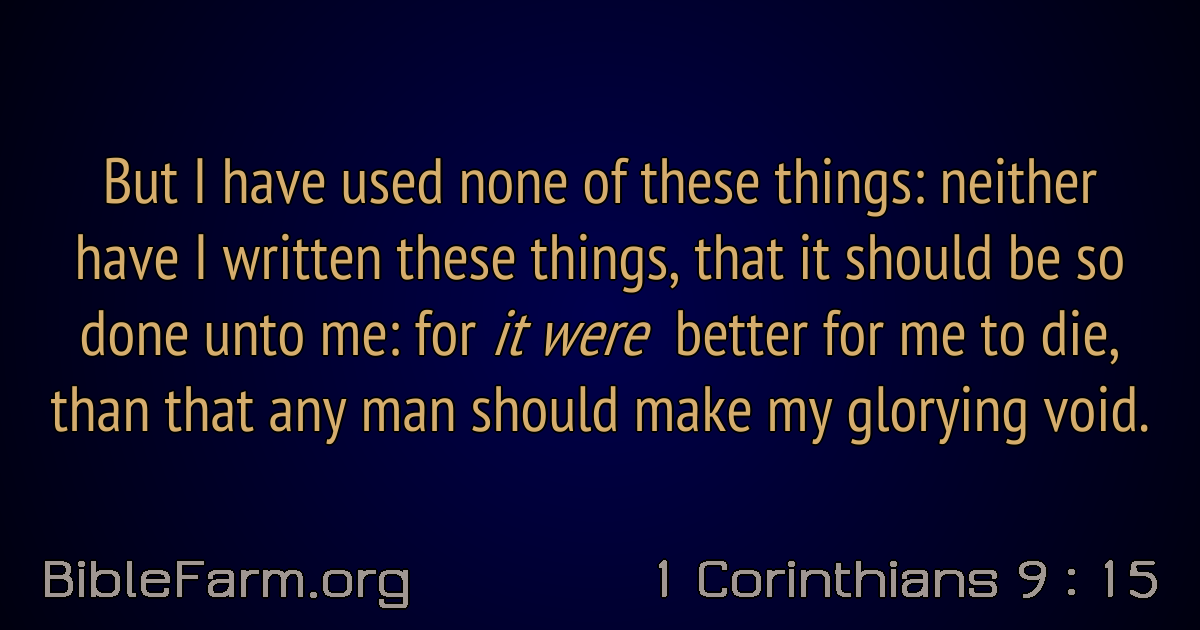 But I have used none of these things: neither
have I written these things, that it should be so
done unto me: for it were better for me to die,
than that any man should make my glorying void.
BibleFarm.org
1 Corinthians 9 : 15